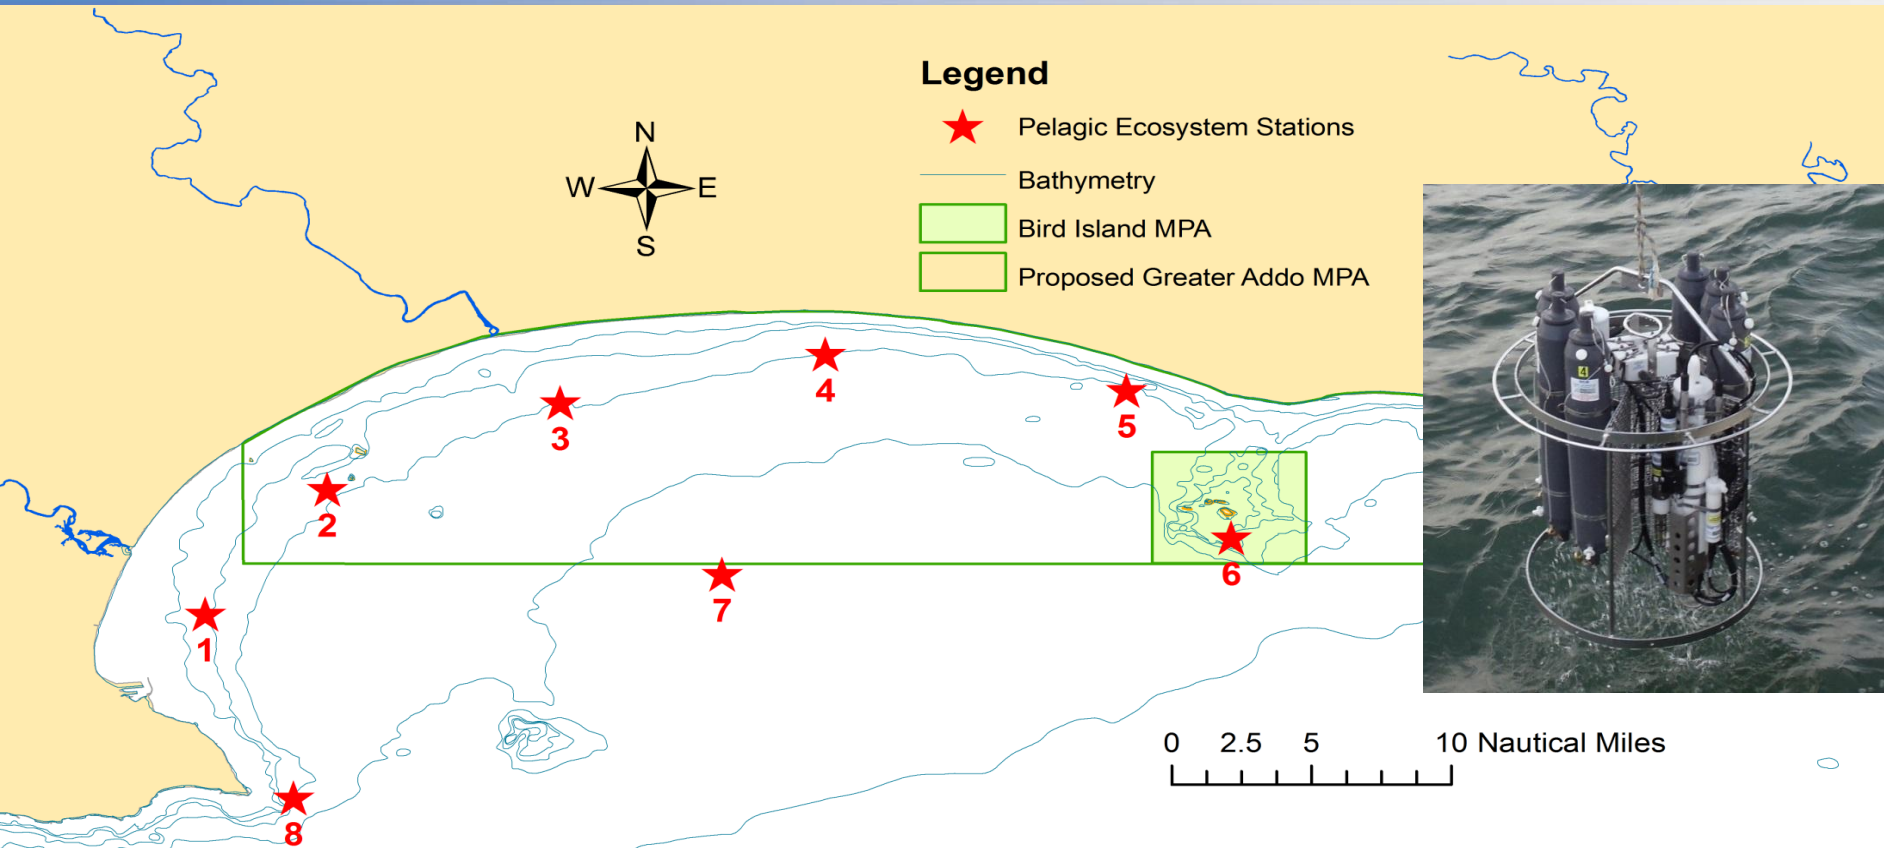 Legend
Pelagic Ecosystem Stations
Bathymetry
Bird Island MPA
Proposed Greater Addo MPA
N
W E
S
4
5
3
2
6
7
1
8
0 2.5 5 10 Nautical Miles
4